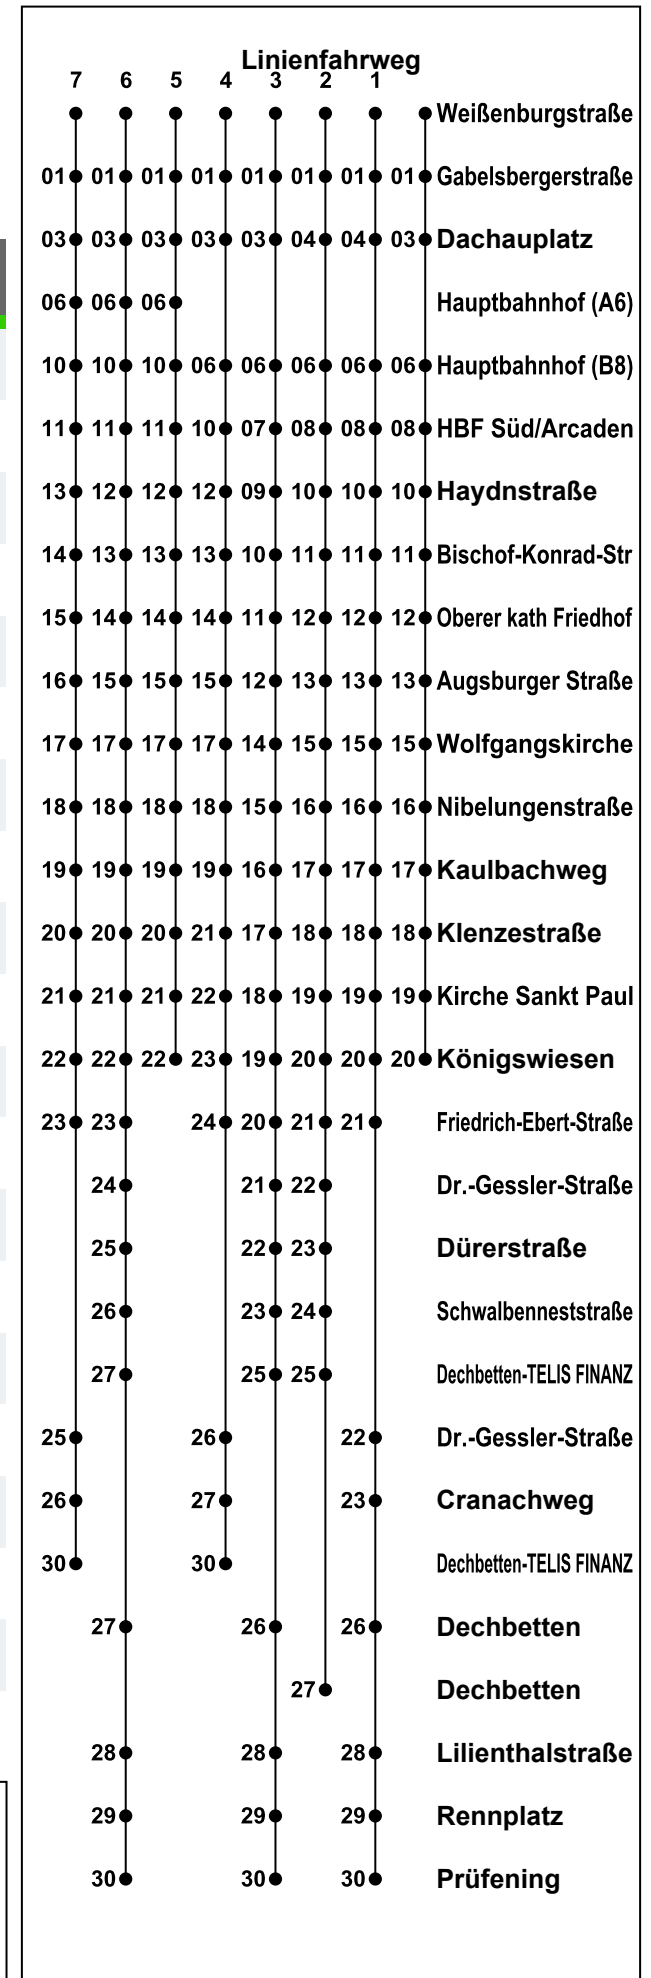 Linienfahrweg
7 6 5 4 3 2 1
Weißenburgstraße
01 01 01 01 01 01 01 01 Gabelsbergerstraße
03 03 03 03 03 04 04 03 Dachauplatz
06 06 06 Hauptbahnhof (A6)
10 10 10 06 06 06 06 06 Hauptbahnhof (B8)
11 11 11 10 07 08 08 08 HBF Süd/Arcaden
13 12 12 12 09 10 10 10 Haydnstraße
14 13 13 13 10 11 11 11 Bischof-Konrad-Str
15 14 14 14 11 12 12 12 Oberer kath Friedhof
16 15 15 15 12 13 13 13 Augsburger Straße
17 17 17 17 14 15 15 15 Wolfgangskirche
18 18 18 18 15 16 16 16 Nibelungenstraße
19 19 19 19 16 17 17 17 Kaulbachweg
20 20 20 21 17 18 18 18 Klenzestraße
21 21 21 22 18 19 19 19 Kirche Sankt Paul
22 22 22 23 19 20 20 20 Königswiesen
23 23 24 20 21 21 Friedrich-Ebert-Straße
24 21 22 Dr.-Gessler-Straße
25 22 23 Dürerstraße
26 23 24 Schwalbenneststraße
27 25 25 Dechbetten-TELIS FINANZ
25 26 22 Dr.-Gessler-Straße
26 27 23 Cranachweg
30 30 Dechbetten-TELIS FINANZ
27 26 26 Dechbetten
27 Dechbetten
28 28 28 Lilienthalstraße
29 29 29 Rennplatz
30 30 30 Prüfening